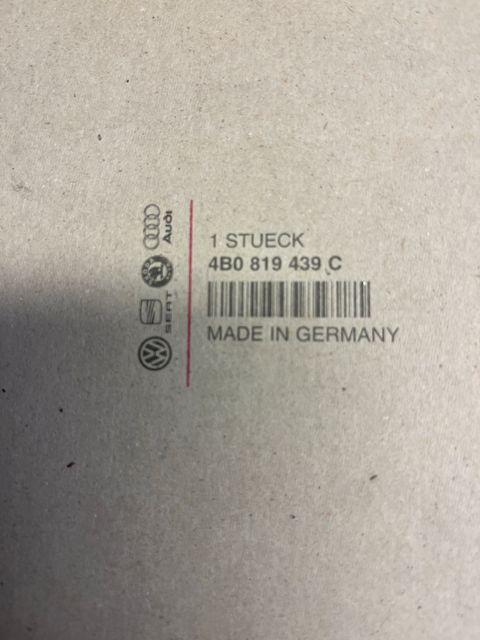 1 STUECK
4B0 819 439 C
MADE IN GERMANY
Audi
SEAT